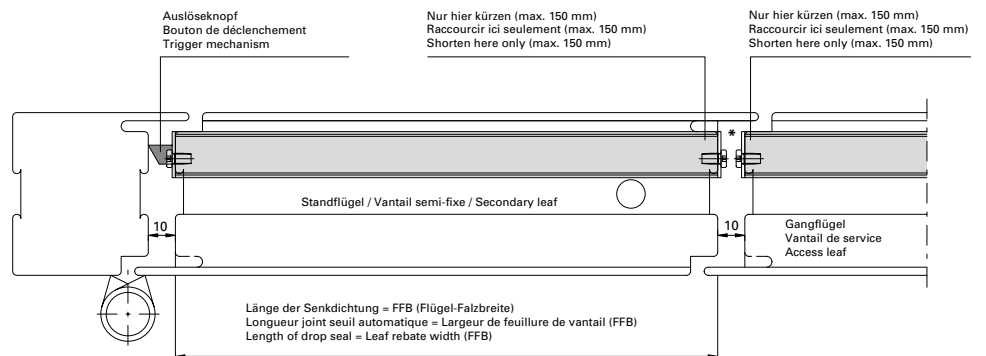 Auslöseknopf
Bouton de déclenchement
Trigger mechanism
Nur hier kürzen (max. 150 mm)
Raccourcir ici seulement (max. 150 mm)
Shorten here only (max. 150 mm)
Nur hier kürzen (max. 150 mm)
Raccourcir ici seulement (max. 150 mm)
Shorten here only (max. 150 mm)
*
Standflügel / Vantail semi-fixe / Secondary leaf
10
10
Gangflügel
Vantail de service
Access leaf
Länge der Senkdichtung = FFB (Flügel-Falzbreite)
Longueur joint seuil automatique = Largeur de feuillure de vantail (FFB)
Length of drop seal = Leaf rebate width (FFB)